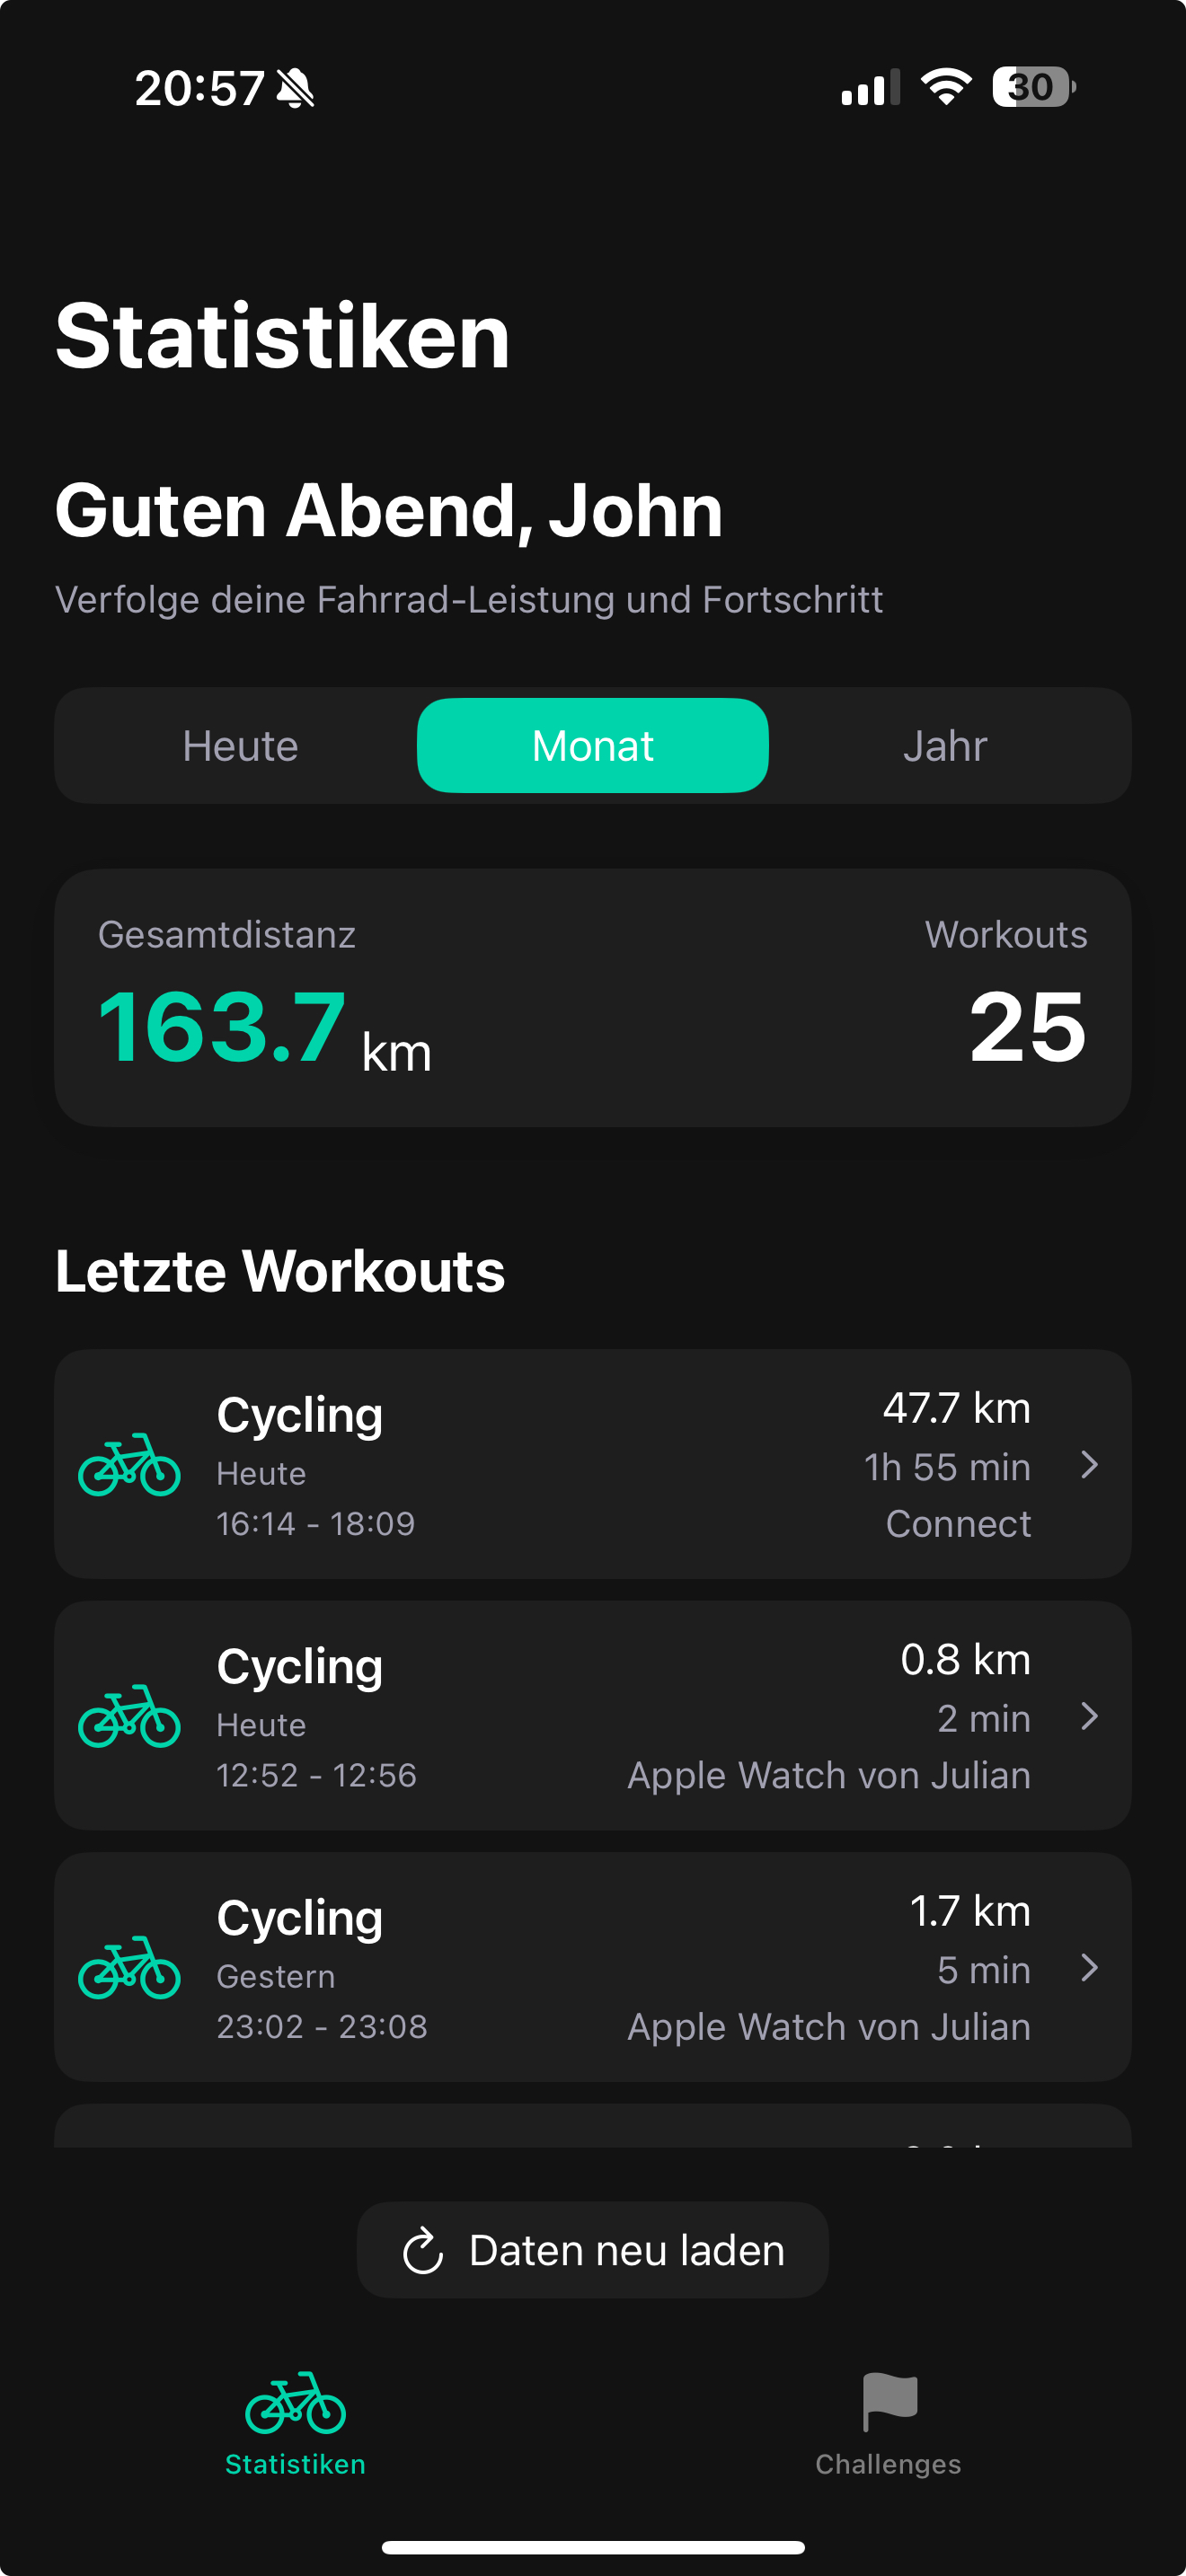 20:57
30
Statistiken
Guten Abend, John
Verfolge deine Fahrrad-Leistung und Fortschritt
Heute Monat Jahr
Gesamtdistanz Workouts
163.7 km 25
Letzte Workouts
Cycling 47.7 km
Heute 1h 55 min
16:14 - 18:09 Connect
Cycling 0.8 km
Heute 2 min
12:52 - 12:56 Apple Watch von Julian
Cycling 1.7 km
Gestern 5 min
23:02 - 23:08 Apple Watch von Julian
Daten neu laden
Statistiken Challenges